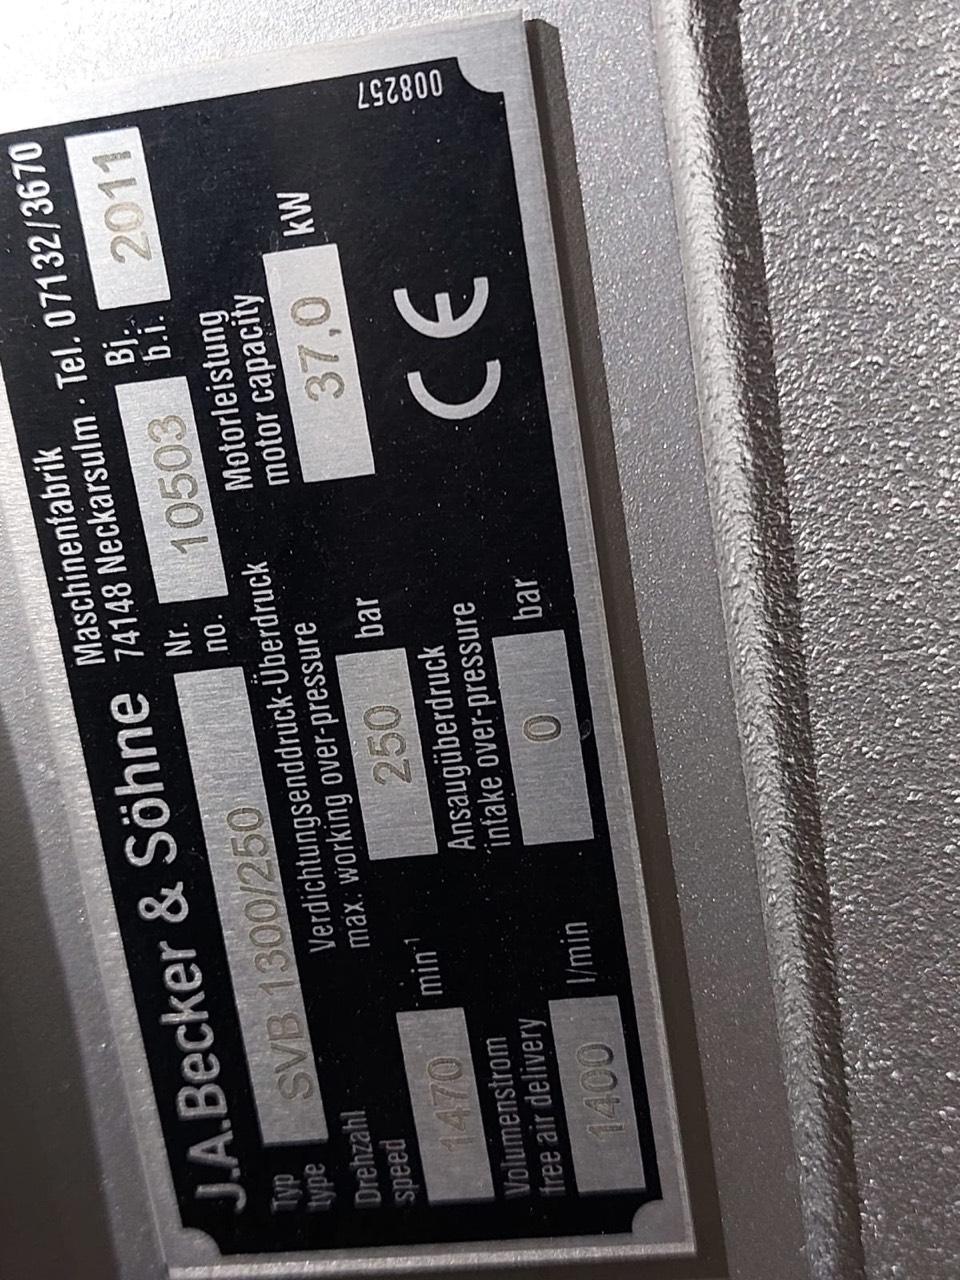 J.A.Becker & Söhne
Maschinenfabrik
74148 Neckarsulm · Tel. 07132/3670
Typ
type
SVB 1300/250
Nr.
no.
10503
Bj.
b.i.
2011
Drehzahl
speed
1470
min⁻¹
Verdichtungsenddruck-Überdruck
max. working over-pressure
250
bar
Motorleistung
motor capacity
37,0
kW
Volumenstrom
free air delivery
1400
l/min
Ansaugüberdruck
intake over-pressure
0
bar
CE
008257